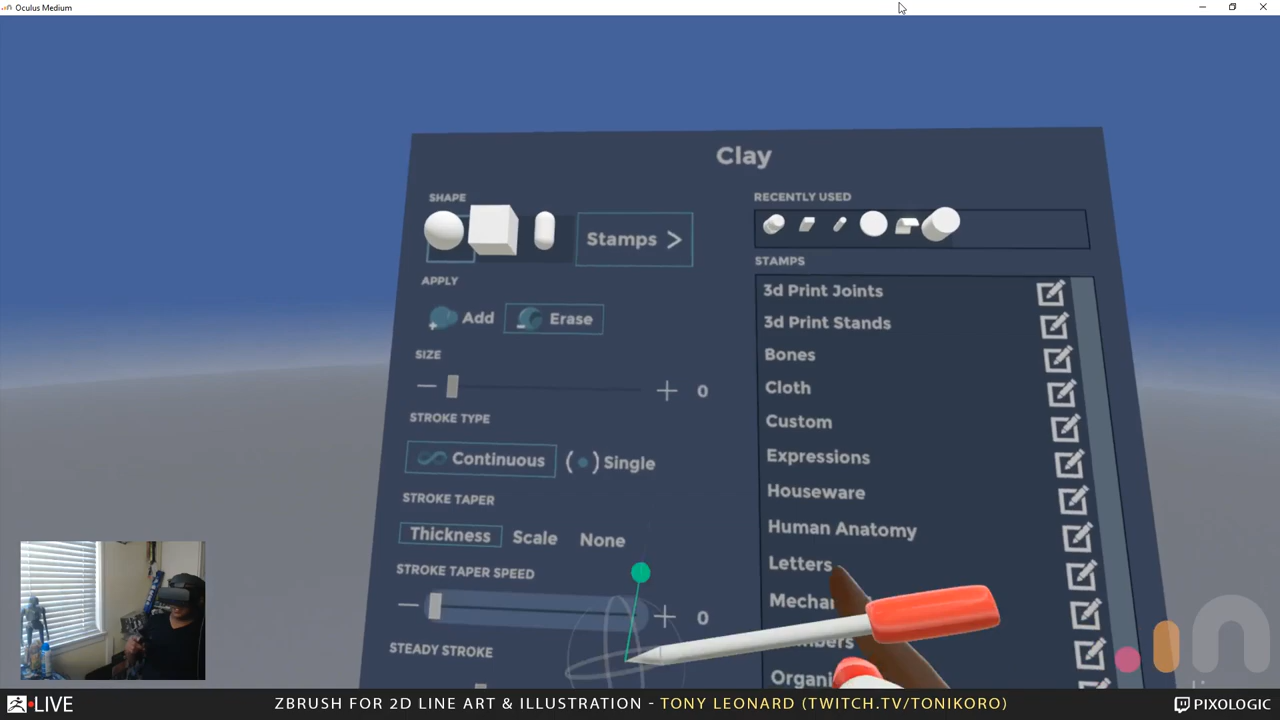 Oculus Medium
Clay
SHAPE
Stamps >
APPLY
Add
Erase
SIZE
0
STROKE TYPE
Continuous
Single
STROKE TAPER
Thickness
Scale
None
STROKE TAPER SPEED
0
STEADY STROKE
RECENTLY USED
STAMPS
3d Print Joints
3d Print Stands
Bones
Cloth
Custom
Expressions
Houseware
Human Anatomy
Letters
LIVE
ZBRUSH FOR 2D LINE ART & ILLUSTRATION - TONY LEONARD (TWITCH.TV/TONIKORO)
PIXOLOGIC